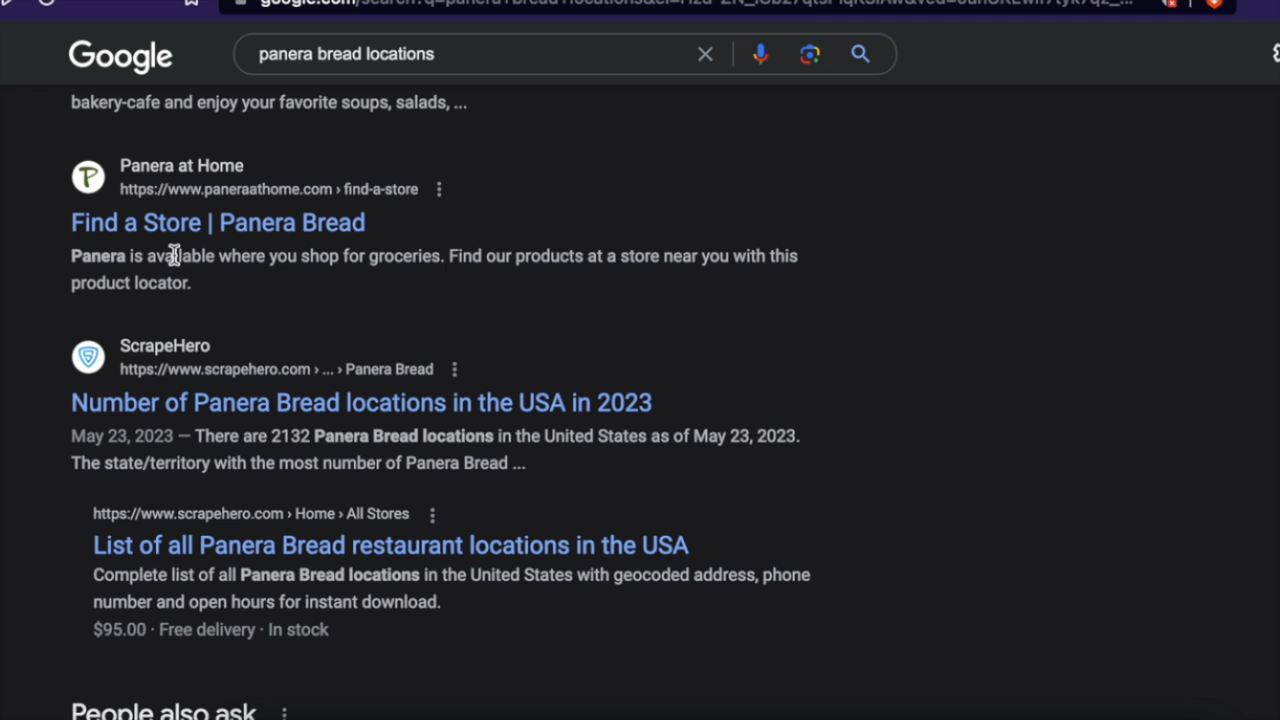 Google
panera bread locations
bakery-cafe and enjoy your favorite soups, salads, ...
Panera at Home
https://www.paneraathome.com › find-a-store
Find a Store | Panera Bread
Panera is available where you shop for groceries. Find our products at a store near you with this
product locator.
ScrapeHero
https://www.scrapehero.com › ... › Panera Bread
Number of Panera Bread locations in the USA in 2023
May 23, 2023 — There are 2132 Panera Bread locations in the United States as of May 23, 2023.
The state/territory with the most number of Panera Bread ...
https://www.scrapehero.com › Home › All Stores
List of all Panera Bread restaurant locations in the USA
Complete list of all Panera Bread locations in the United States with geocoded address, phone
number and open hours for instant download.
$95.00 · Free delivery · In stock
People also ask